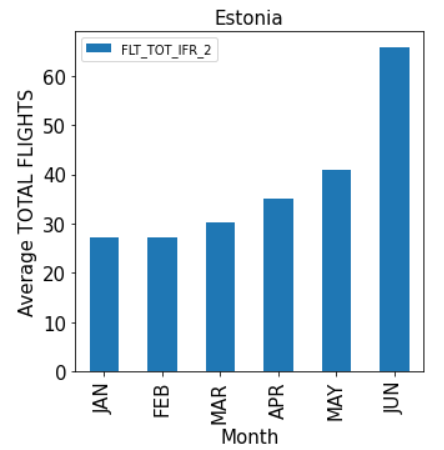 Estonia
FLT_TOT_IFR_2
Average TOTAL FLIGHTS
60
50
40
30
20
10
0
JAN
FEB
MAR
APR
MAY
JUN
Month